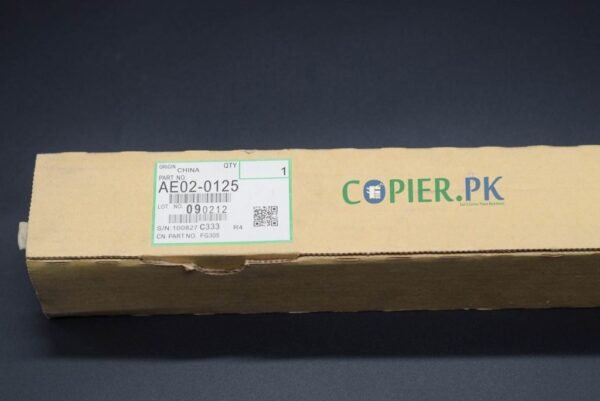 ORIGIN CHINA QTY 1
PART NO.
AE02-0125
LOT NO. 090212
S/N:100827 C333 R4
CN PART NO. FG305
COPIER.PK